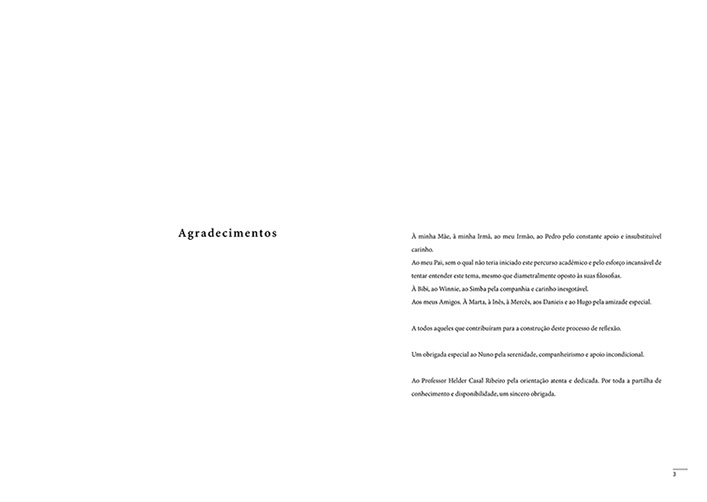 Agradecimentos
À minha Mãe, à minha Irmã, ao meu Irmão, ao Pedro pelo constante apoio e insubstituível
carinho.
Ao meu Pai, sem o qual não teria iniciado este percurso académico e pelo esforço incansável de
tentar entender este tema, mesmo que diametralmente oposto às suas filosofias.
À Bibi, ao Winnie, ao Simba pela companhia e carinho inesgotável.
Aos meus Amigos. À Marta, à Inês, à Mercês, aos Danieis e ao Hugo pela amizade especial.
A todos aqueles que contribuíram para a construção deste processo de reflexão.
Um obrigada especial ao Nuno pela serenidade, companheirismo e apoio incondicional.
Ao Professor Helder Casal Ribeiro pela orientação atenta e dedicada. Por toda a partilha de
conhecimento e disponibilidade, um sincero obrigada.
3